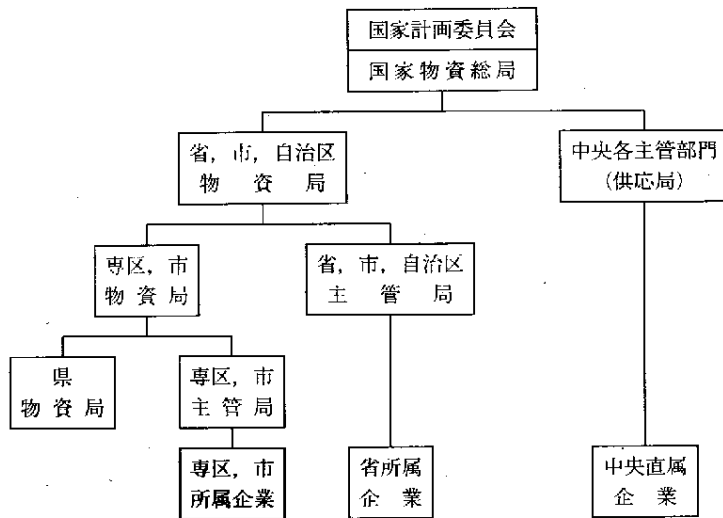 国家計画委員会
国家物資総局
省，市，自治区
物資局
中央各主管部門
（供応局）
専区，市
物資局
省，市，自治区
主管局
県
物資局
専区，市
主管局
専区，市
所属企業
省所属
企業
中央直属
企業